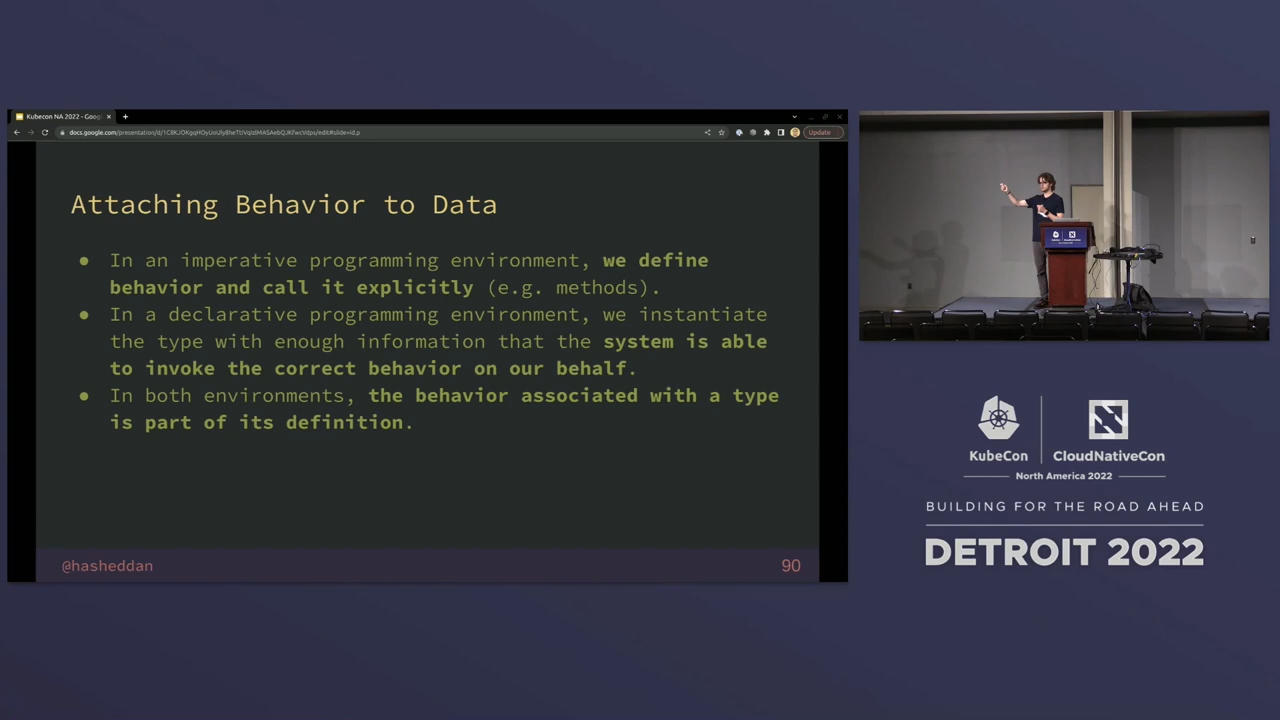 Kubecon NA 2022 - Goog
Update
Attaching Behavior to Data
● In an imperative programming environment, we define
behavior and call it explicitly (e.g. methods).
● In a declarative programming environment, we instantiate
the type with enough information that the system is able
to invoke the correct behavior on our behalf.
● In both environments, the behavior associated with a type
is part of its definition.
@hasheddan
90
KubeCon
CloudNativeCon
North America 2022
BUILDING FOR THE ROAD AHEAD
DETROIT 2022